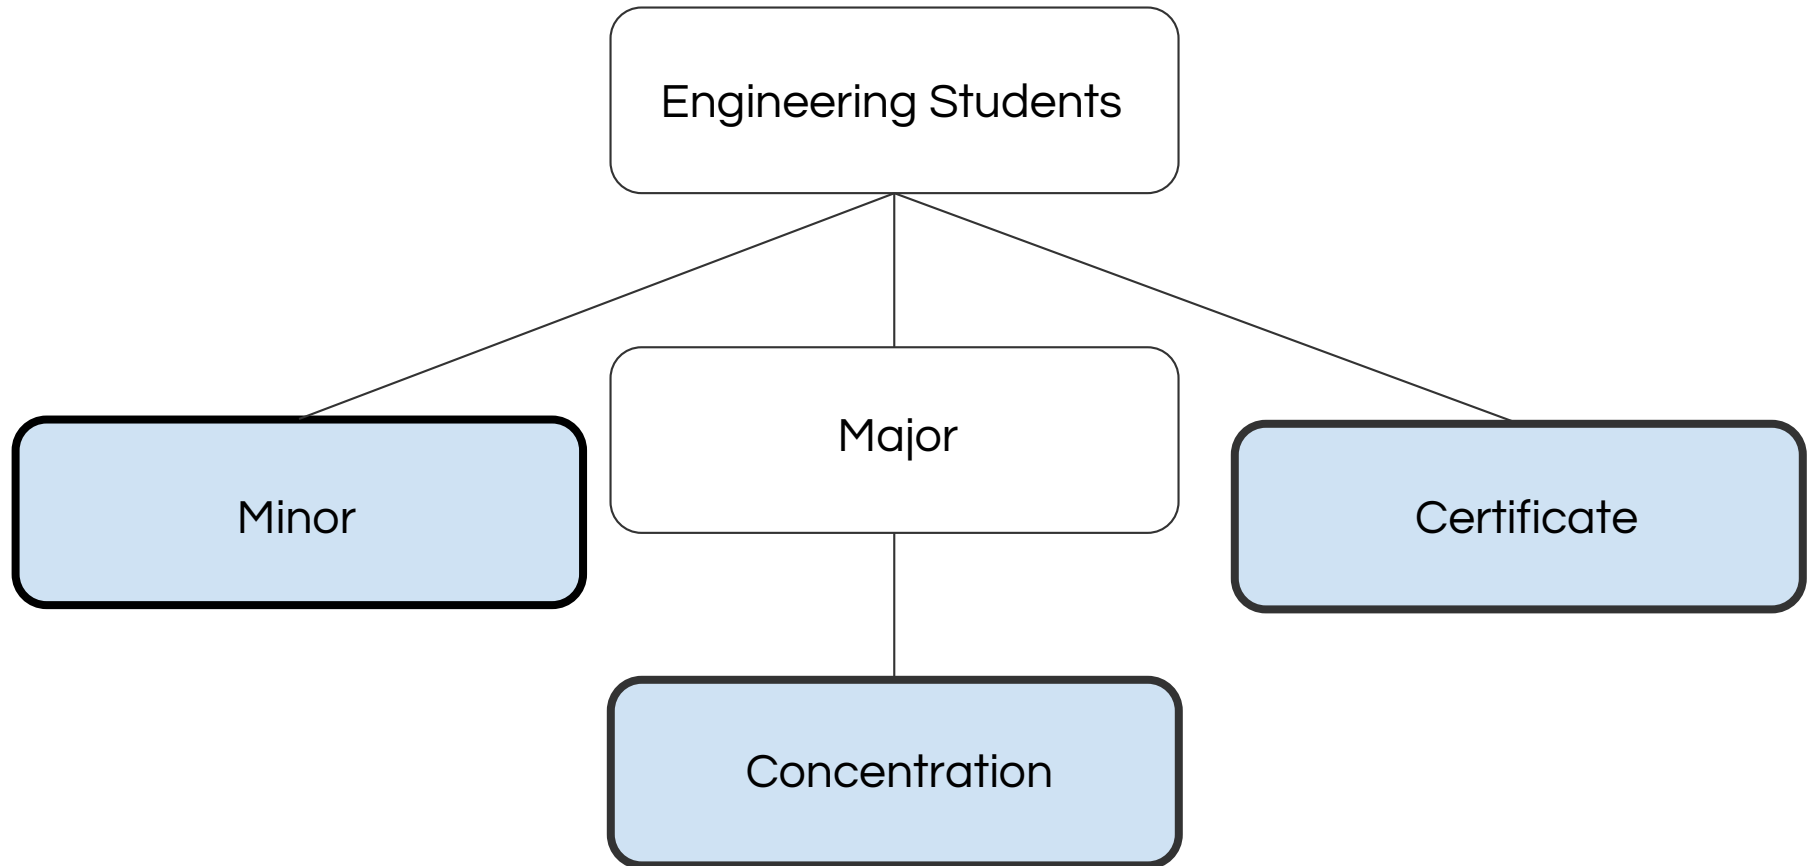 Engineering Students
Major
Minor
Certificate
Concentration